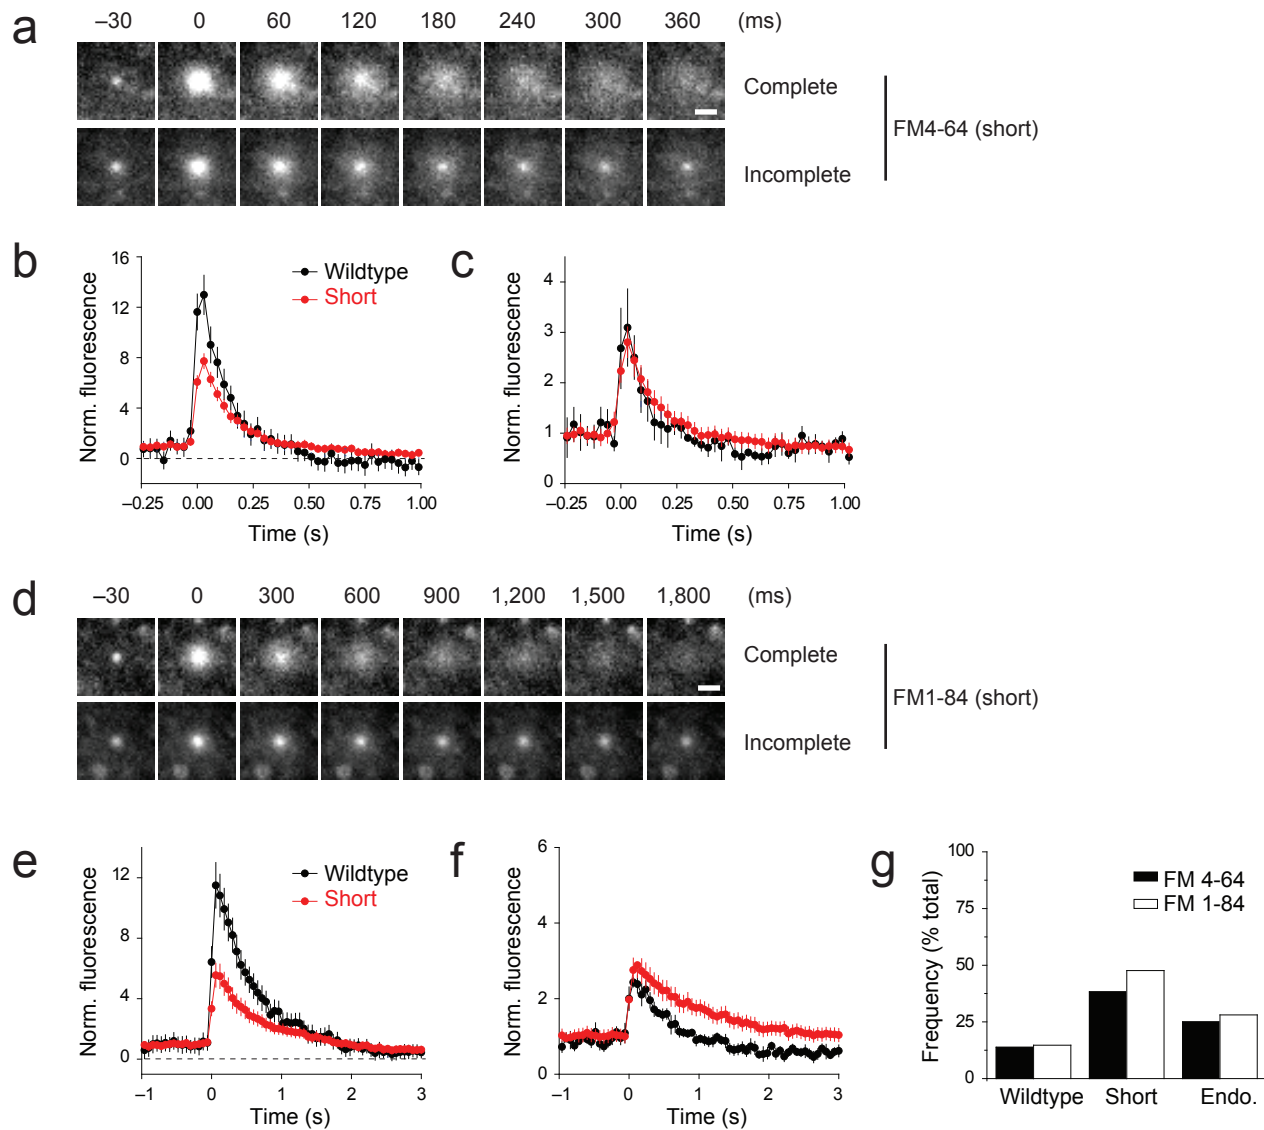 a
–30 0 60 120 180 240 300 360 (ms)
Complete
Incomplete
FM4-64 (short)
b
16
12
8
4
0
Norm. fluorescence
Wildtype
Short
–0.25 0.00 0.25 0.50 0.75 1.00
Time (s)
c
4
3
2
1
0
Norm. fluorescence
–0.25 0.00 0.25 0.50 0.75 1.00
Time (s)
d
–30 0 300 600 900 1,200 1,500 1,800 (ms)
Complete
Incomplete
FM1-84 (short)
e
12
8
4
0
Norm. fluorescence
Wildtype
Short
–1 0 1 2 3
Time (s)
f
6
4
2
0
Norm. fluorescence
–1 0 1 2 3
Time (s)
g
100
75
50
25
0
Frequency (% total)
FM 4-64
FM 1-84
Wildtype Short Endo.